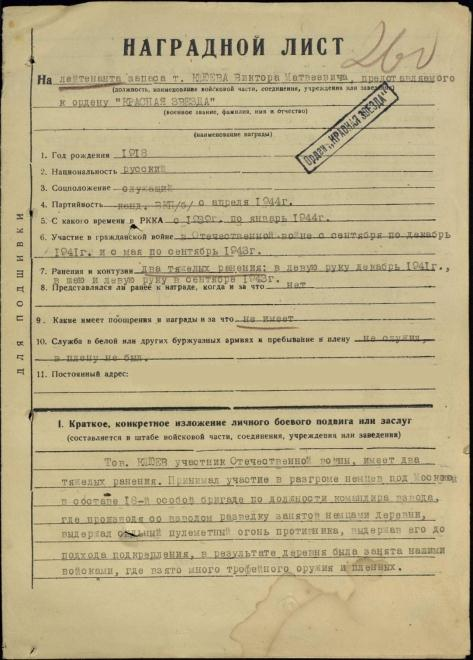 НАГРАДНОЙ ЛИСТ
260
На лейтенанта запаса т. ЮДЕЕВА Виктора Матвеевича, представляемого
(должность, наименование войсковой части, соединения, учреждения или заведения)
к ордену "КРАСНАЯ ЗВЕЗДА"
(военное звание, фамилия, имя и отчество)
Орден „КРАСНАЯ ЗВЕЗДА"
(наименование награды)
1. Год рождения 1918
2. Национальность русский
3. Соцположение служащий
4. Партийность канд. ВКП/б/ с апреля 1944г.
5. С какого времени в РККА с 1939г. по январь 1944г.
6. Участие в гражданской войне в Отечественной войне с сентября по декабрь
1941г. и с мая по сентябрь 1943г.
7. Ранения и контузии два тяжелых ранения: в левую руку декабрь 1941г.,
в шею и левую руку в сентябре 1943г.
8. Представлялся ли ранее к награде, когда и за что нет
9. Какие имеет поощрения и награды и за что не имеет
10. Служба в белой или других буржуазных армиях и пребывание в плену не служил,
в плену не был.
11. Постоянный адрес:
ДЛЯ ПОДШИВКИ
I. Краткое, конкретное изложение личного боевого подвига или заслуг
(составляется в штабе войсковой части, соединения, учреждения или заведения)
Тов. участник Отечественной войны, имеет два
тяжелых ранения. Принимал участие в разгроме немцев под Москвой
в составе 18-й особой бригаде по должности командира взвода,
где производя со взводом разведку занятой немцами деревни,
выдержал сильный пулеметный огонь противника, выдержав его до
подхода подкрепления, в результате деревня была занята нашими
войсками, где взято много трофейного оружия и пленных.